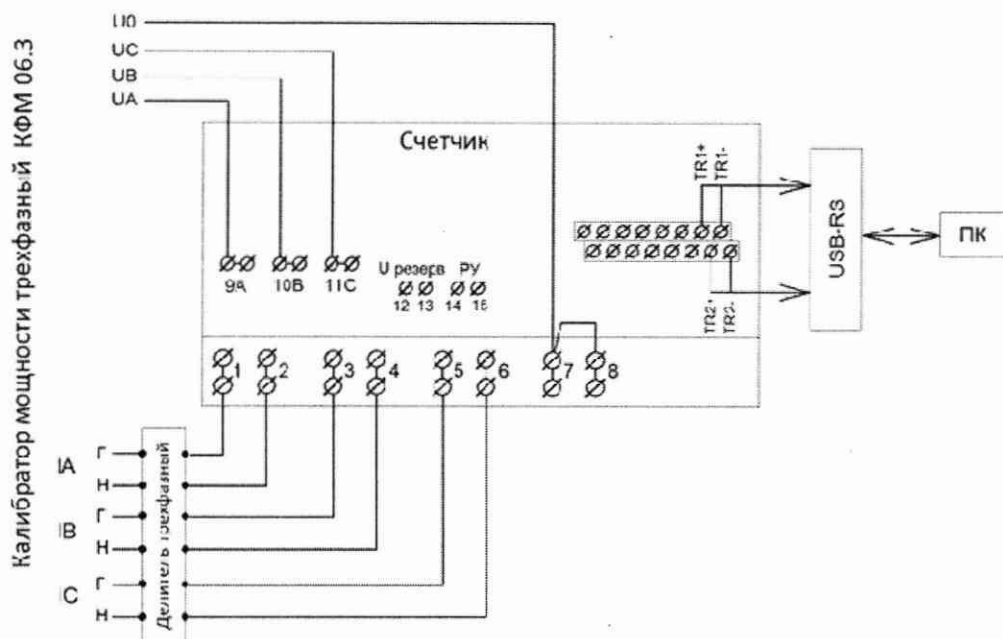 Калибратор мощности трехфазный КФМ 06.3
U0
UC
UB
UA
Счетчик
TR1+
TR1-
9A
10B
11C
U резерв
РУ
12
13
14
15
TR2-
USB-RS
ПК
1
2
3
4
5
6
7
8
Делитель трехфазный
IA
Г
Н
IB
Г
Н
IC
Г
Н